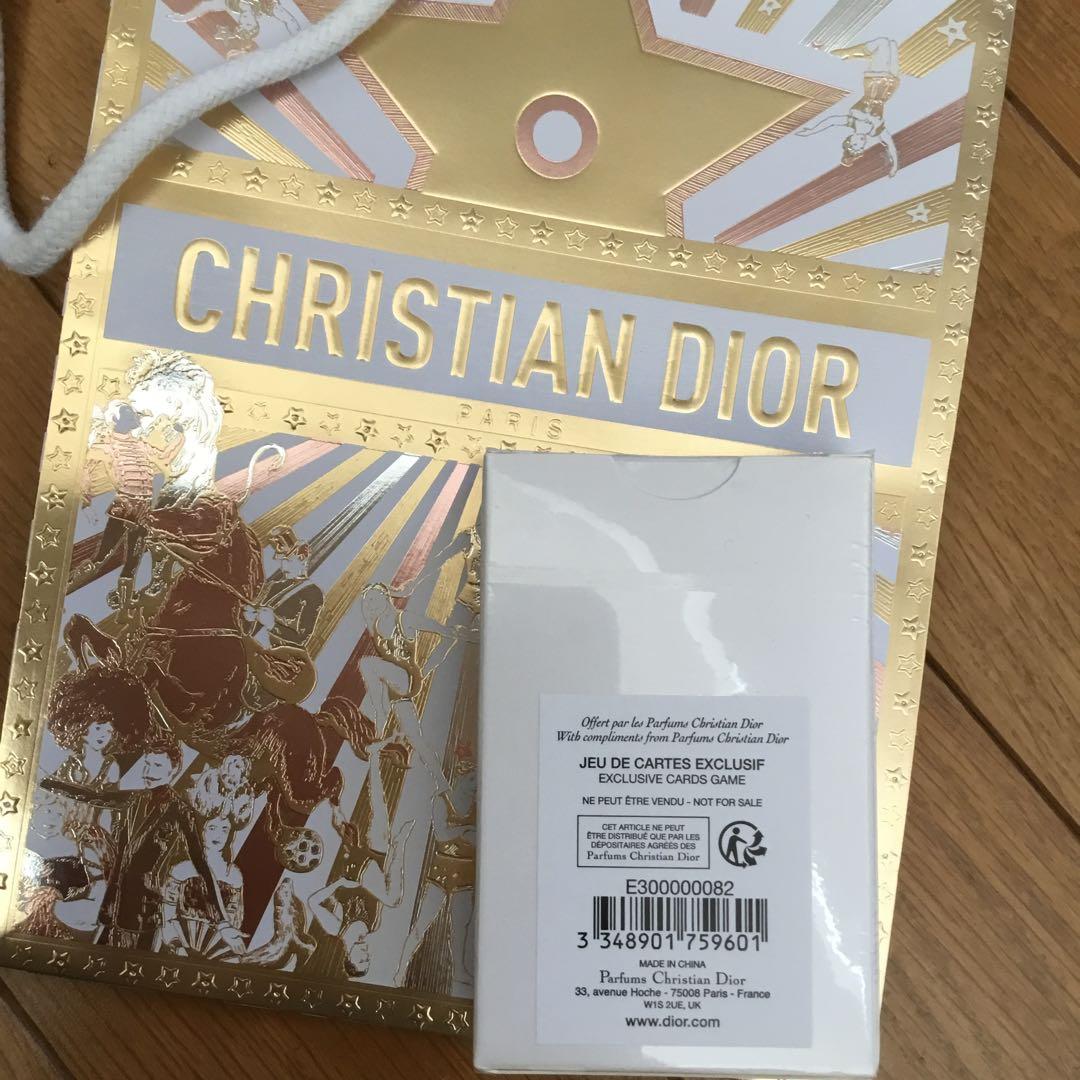 CHRISTIAN DIOR
PARIS
Offert par les Parfums Christian Dior
With compliments from Parfums Christian Dior
JEU DE CARTES EXCLUSIF
EXCLUSIVE CARDS GAME
NE PEUT ÊTRE VENDU - NOT FOR SALE
CET ARTICLE NE PEUT
ÊTRE DISTRIBUÉ QUE PAR LES
DÉPOSITAIRES AGRÉÉS DES
Parfums Christian Dior
E300000082
3 348901 759601
MADE IN CHINA
Parfums Christian Dior
33, avenue Hoche - 75008 Paris - France
W1S 2UE, UK
www.dior.com